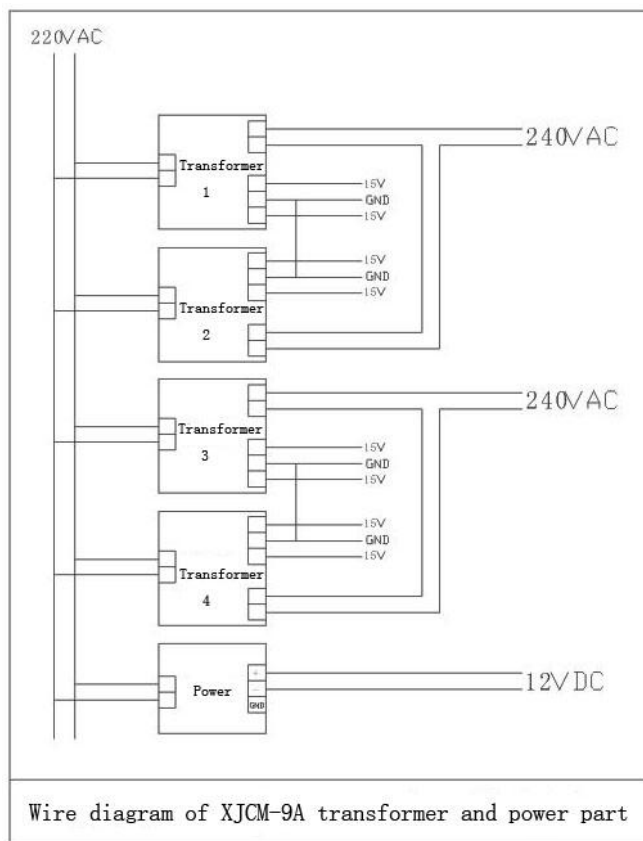 220VAC
Transformer
1
240VAC
15V
GND
15V
Transformer
2
15V
GND
15V
Transformer
3
240VAC
15V
GND
15V
Transformer
4
15V
GND
15V
Power
+
-
GND
12VDC
Wire diagram of XJCM-9A transformer and power part